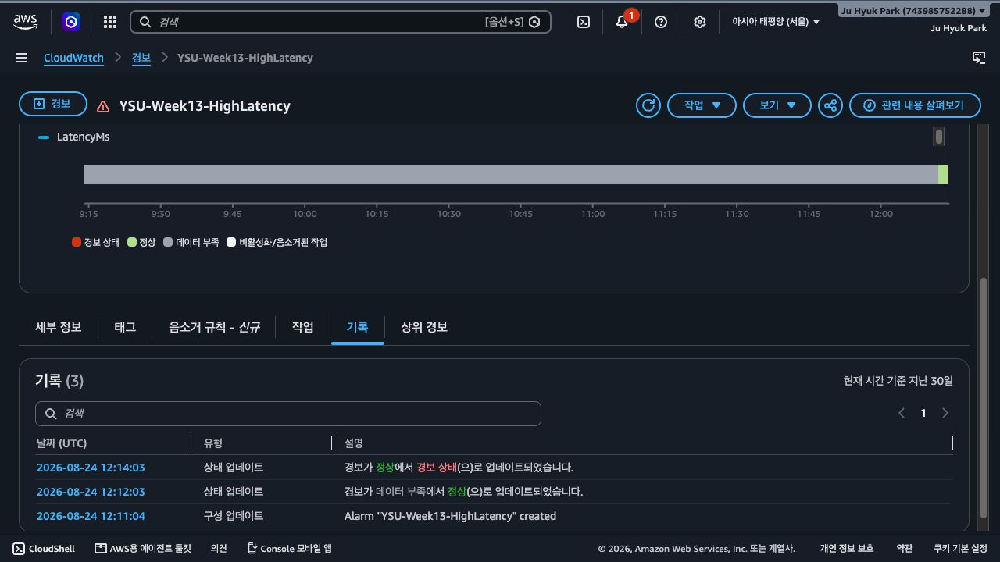 aws
검색 [옵션+S]
1
아시아 태평양 (서울)
Ju Hyuk Park (743985752288)
Ju Hyuk Park
CloudWatch 경보 YSU-Week13-HighLatency
경보 YSU-Week13-HighLatency 작업 보기 관련 내용 살펴보기
LatencyMs
9:15 9:30 9:45 10:00 10:15 10:30 10:45 11:00 11:15 11:30 11:45 12:00
경보 상태 정상 데이터 부족 비활성화/음소거된 작업
세부 정보 태그 음소거 규칙 - 신규 작업 기록 상위 경보
기록 (3) 현재 시간 기준 지난 30일
검색 1
날짜 (UTC) 유형 설명
2026-08-24 12:14:03 상태 업데이트 경보가 정상에서 경보 상태(으)로 업데이트되었습니다.
2026-08-24 12:12:03 상태 업데이트 경보가 데이터 부족에서 정상(으)로 업데이트되었습니다.
2026-08-24 12:11:04 구성 업데이트 Alarm "YSU-Week13-HighLatency" created
CloudShell AWS용 에이전트 툴킷 의견 Console 모바일 앱 © 2026, Amazon Web Services, Inc. 또는 계열사. 개인 정보 보호 약관 쿠키 기본 설정